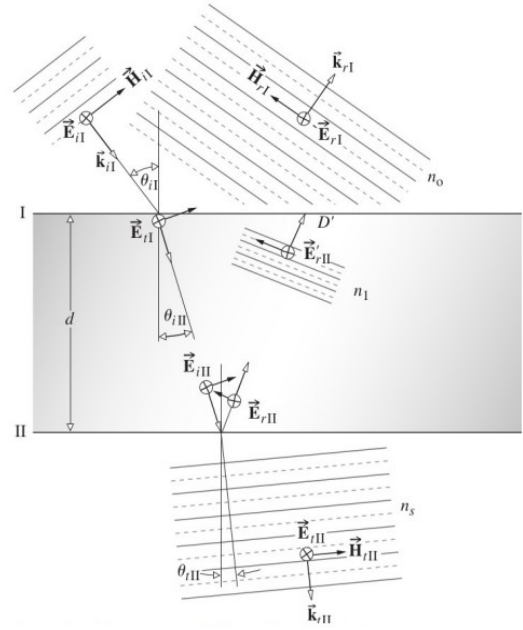 H⃗iI
E⃗iI
k⃗iI
θiI
H⃗rI
k⃗rI
E⃗rI
no
I
E⃗tI
D'
E⃗'rII
n1
d
θiII
E⃗iII
E⃗rII
II
ns
E⃗tII
H⃗tII
θtII
k⃗tII